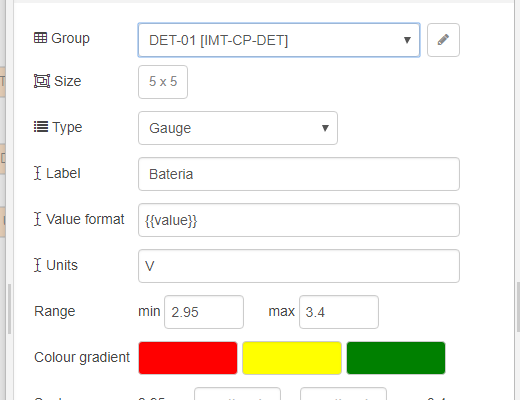 Group DET-01 [IMT-CP-DET]
Size 5 x 5
Type Gauge
Label Bateria
Value format {{value}}
Units V
Range min 2.95 max 3.4
Colour gradient